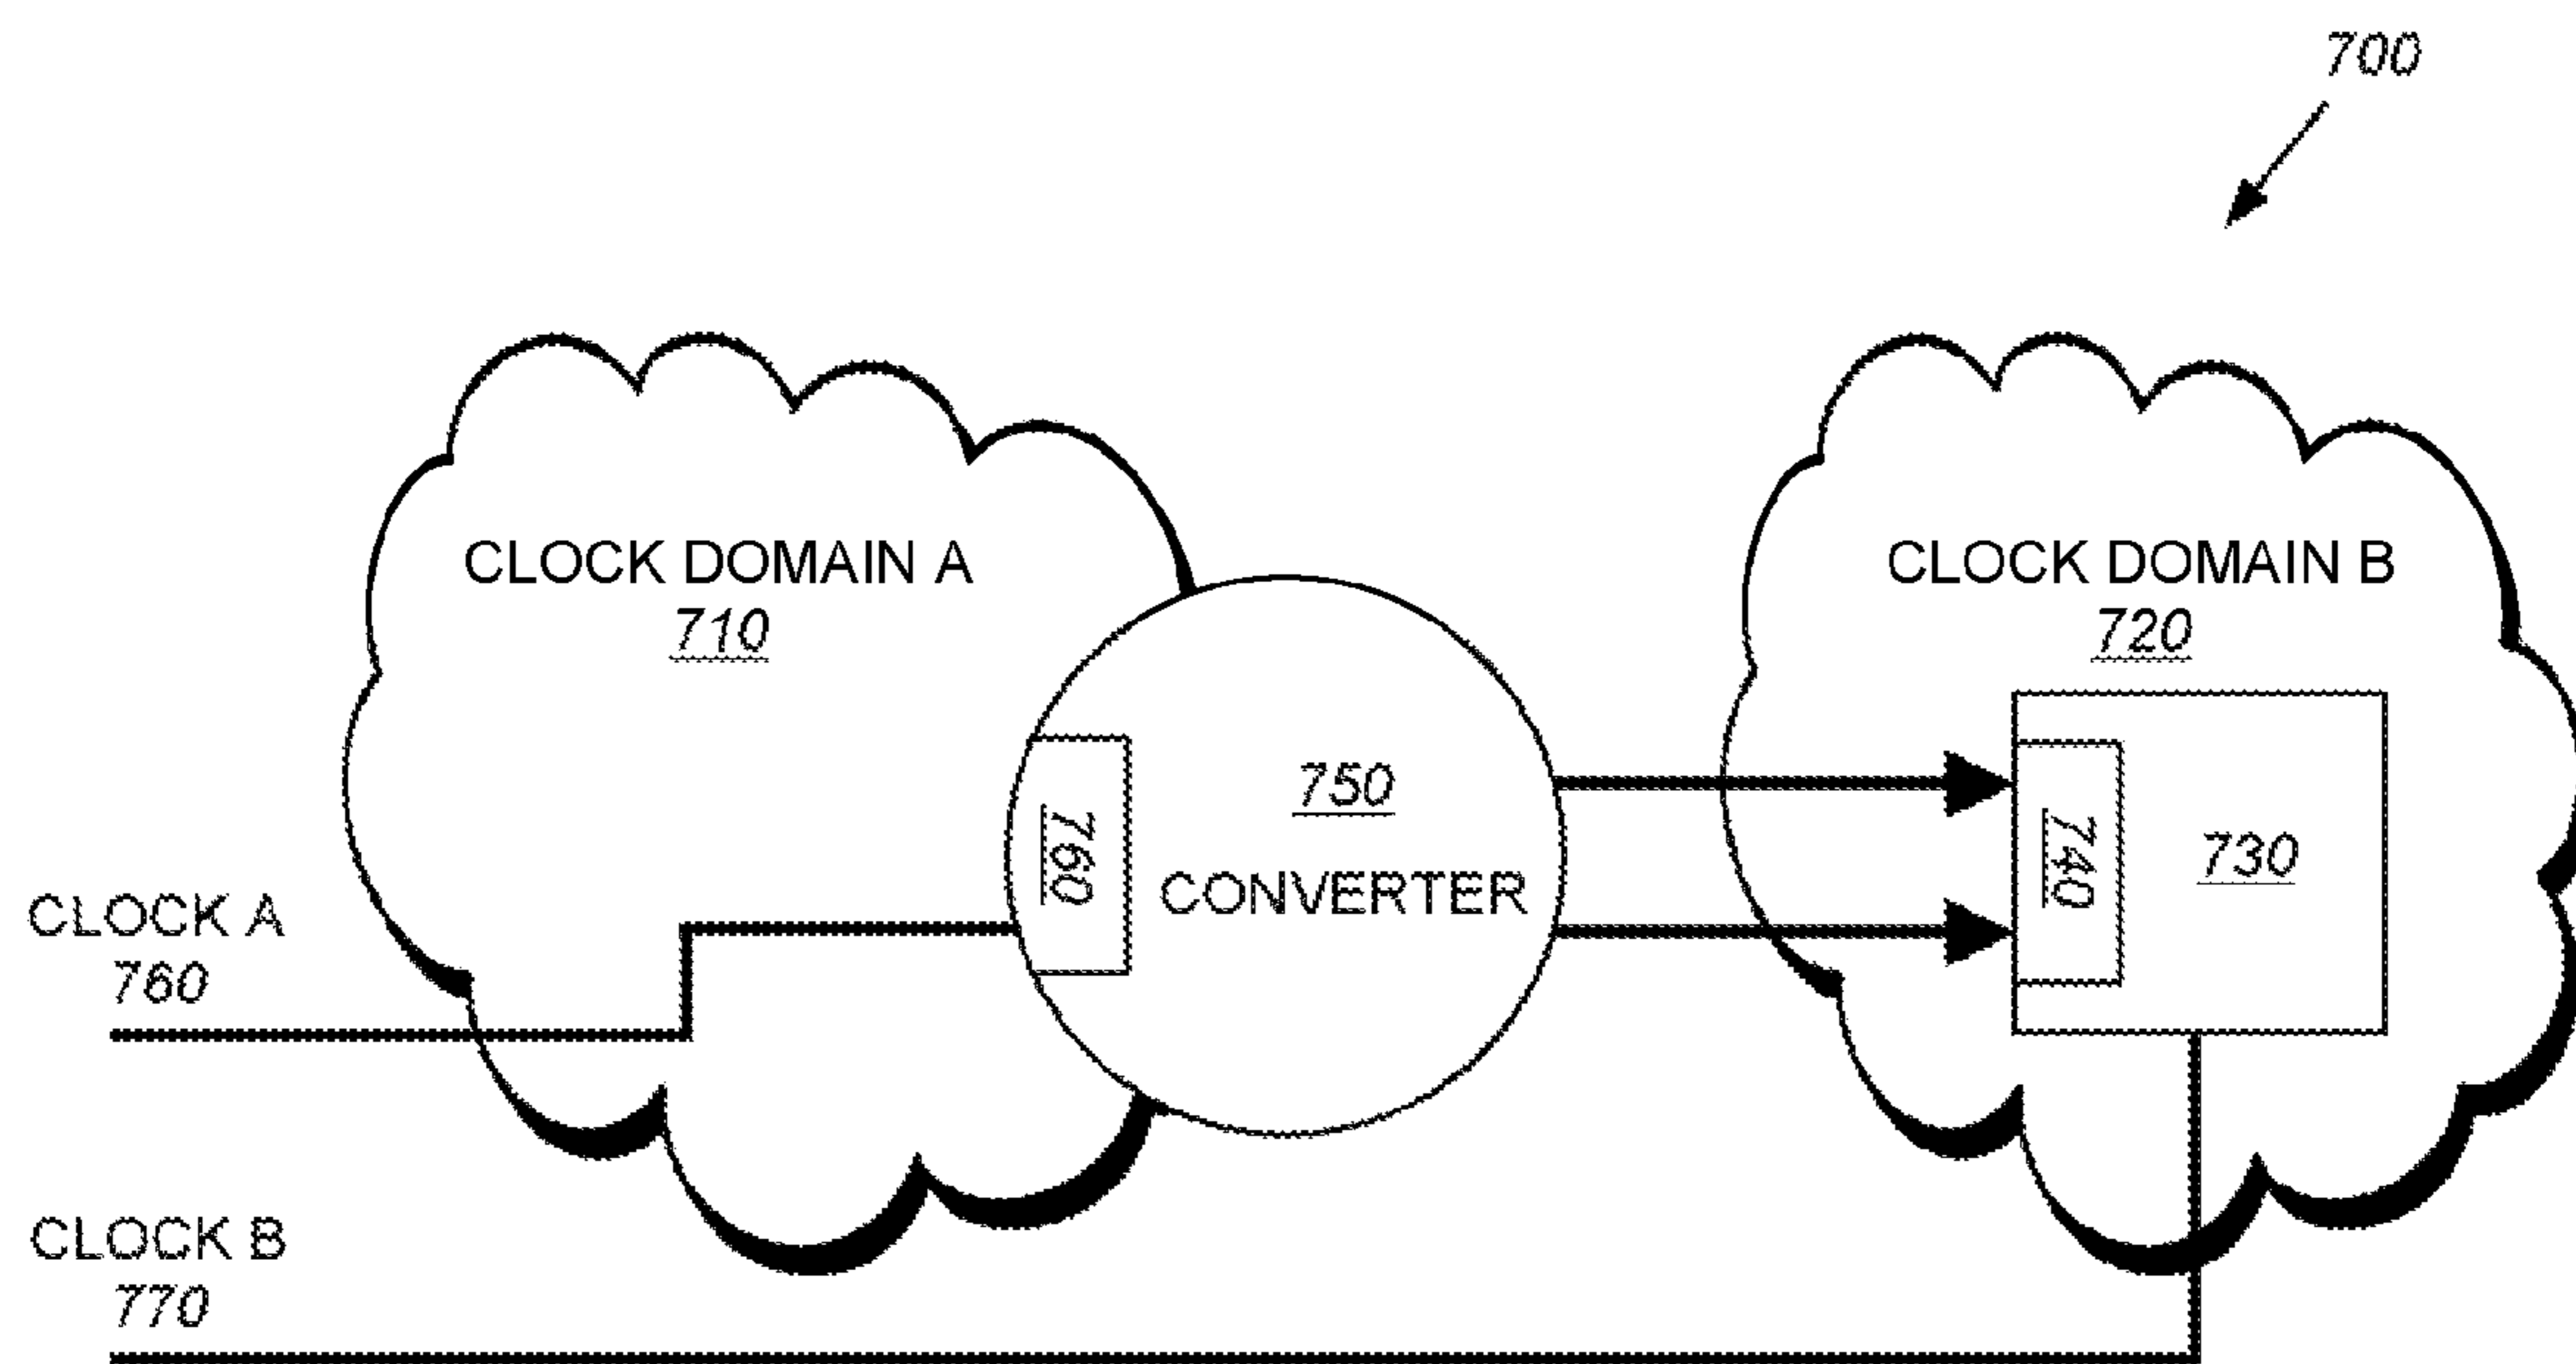 700
CLOCK DOMAIN A
710
CLOCK DOMAIN B
720
750
CONVERTER
760
740
730
CLOCK A
760
CLOCK B
770